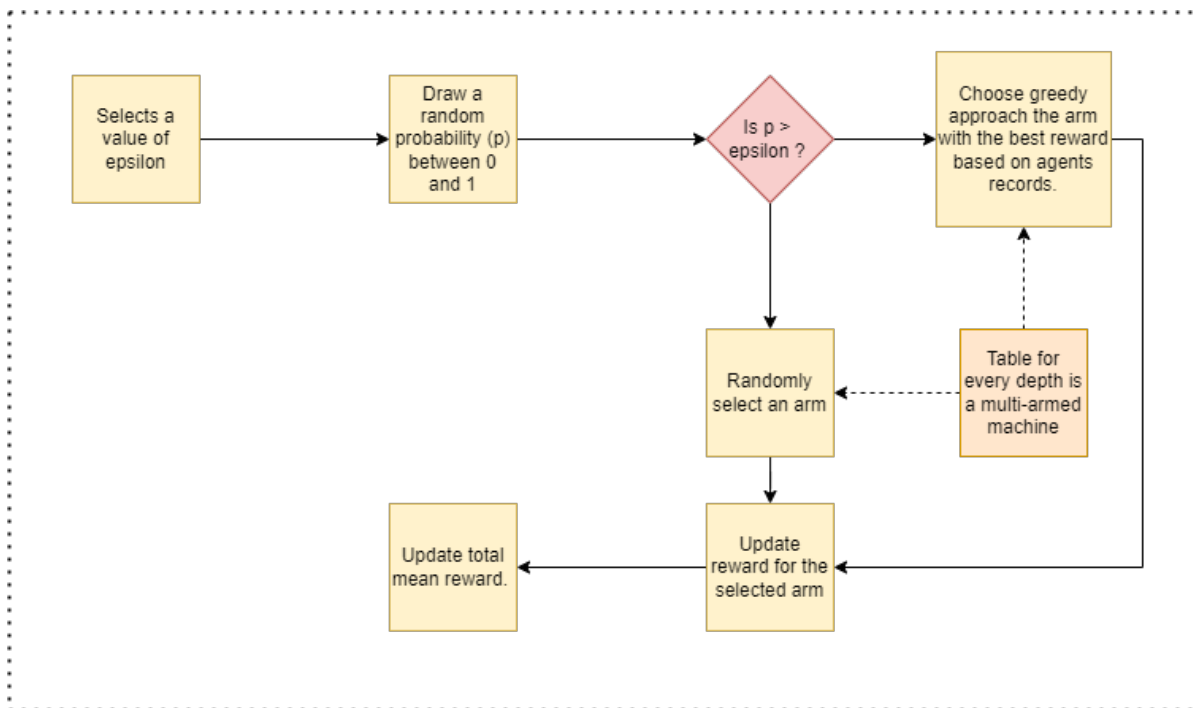 Selects a
value of
epsilon
Draw a
random
probability (p)
between 0
and 1
Is p >
epsilon ?
Choose greedy
approach the arm
with the best reward
based on agents
records.
Randomly
select an arm
Table for
every depth is
a multi-armed
machine
Update total
mean reward.
Update
reward for the
selected arm